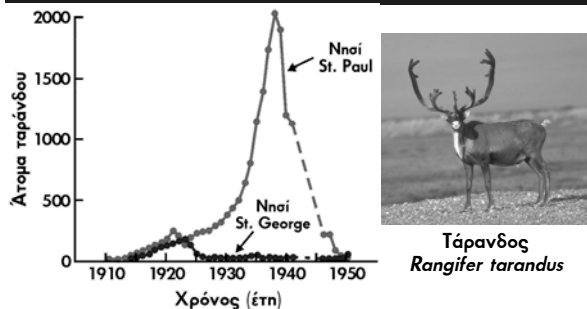 Άτομα ταράνδου
2000
1500
1000
500
0
Νησί
St. Paul
Νησί
St. George
1910
1920
1930
1940
1950
Χρόνος (έτη)
Τάρανδος
Rangifer tarandus